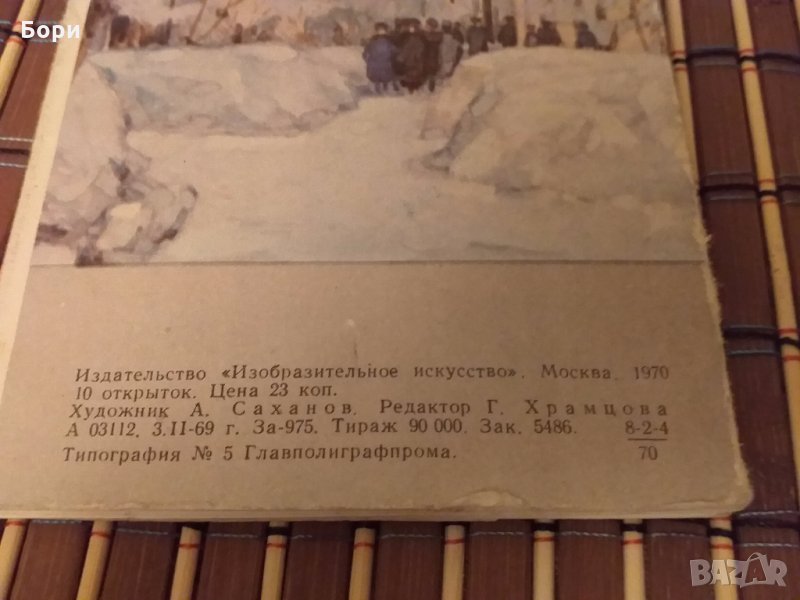 Бори
Издательство «Изобразительное искусство». Москва. 1970
10 открыток. Цена 23 коп.
Художник А. Саханов. Редактор Г. Храмцова
А 03112. 3.II-69 г. За-975. Тираж 90 000. Зак. 5486. 8-2-4
70
Типография № 5 Главполиграфпрома.
BAZAR